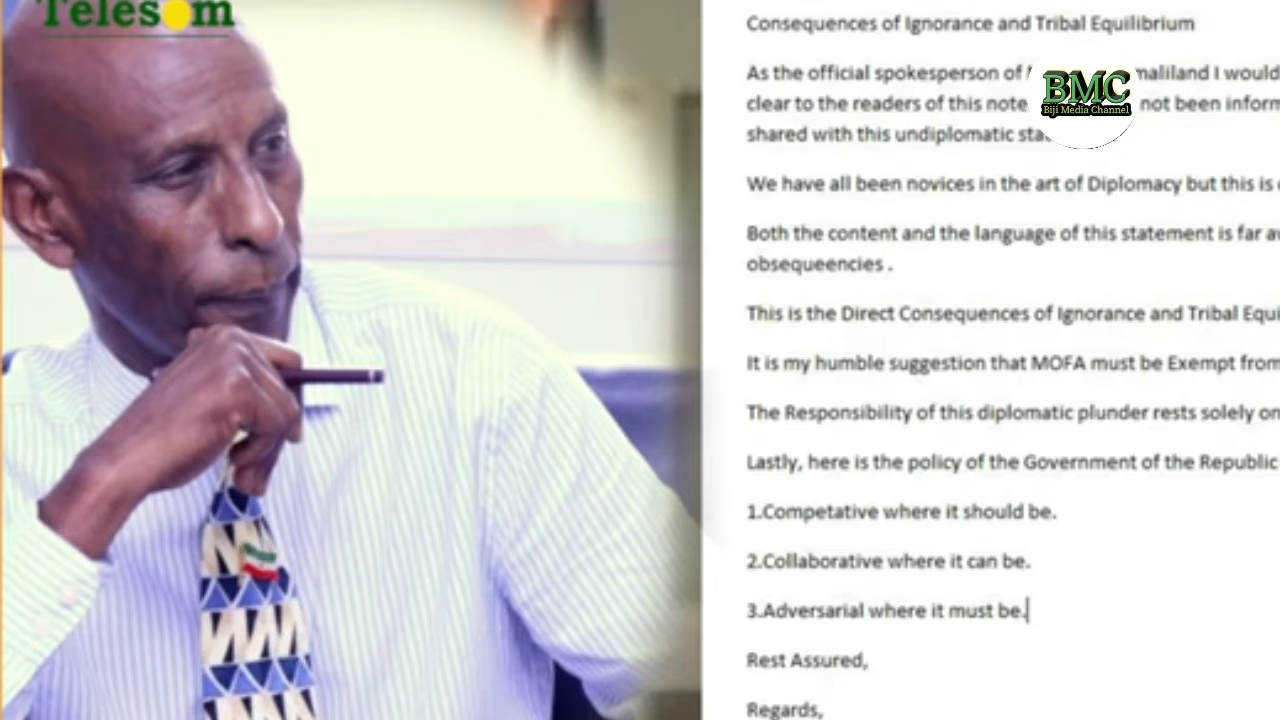 Telesom
Consequences of Ignorance and Tribal Equilibrium
As the official spokesperson of maliland I would
clear to the readers of this note not been inform
shared with this undiplomatic sta
BMC
Biji Media Channel
We have all been novices in the art of Diplomacy but this is
Both the content and the language of this statement is far
obsequeencies .
This is the Direct Consequences of Ignorance and Tribal Equi
It is my humble suggestion that MOFA must be Exempt from
The Responsibility of this diplomatic plunder rests solely on
Lastly, here is the policy of the Government of the Republic
1.Competative where it should be.
2.Collaborative where it can be.
3.Adversarial where it must be.
Rest Assured,
Regards,